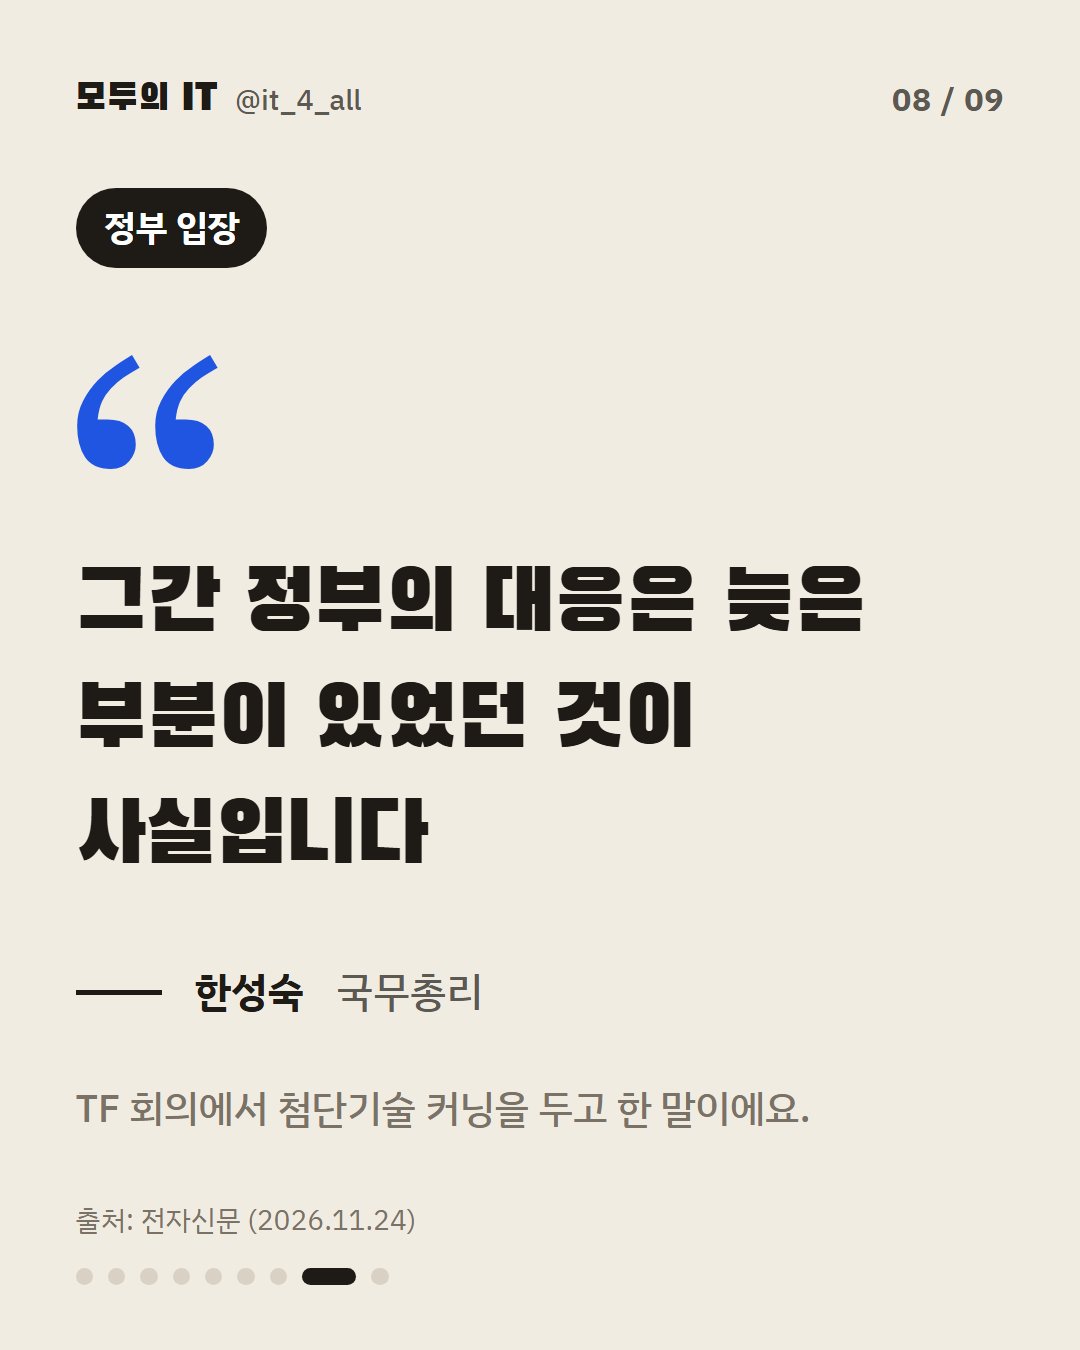 모두의 IT @it_4_all 08 / 09
정부 입장
“
그간 정부의 대응은 늦은
부분이 있었던 것이
사실입니다
한성숙 국무총리
TF 회의에서 첨단기술 커닝을 두고 한 말이에요.
출처: 전자신문 (2026.11.24)